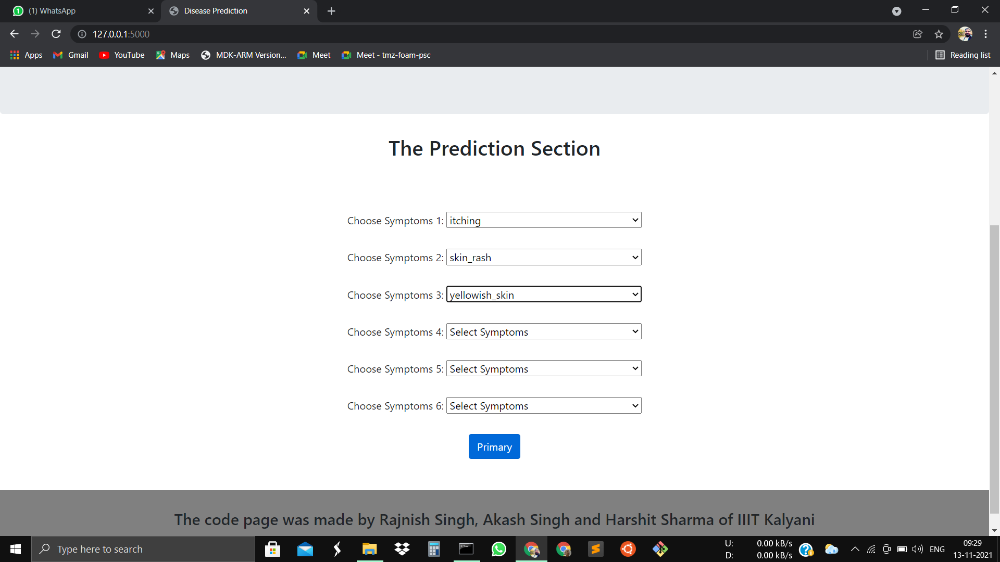 (1) WhatsApp
Disease Prediction
127.0.0.1:5000
Apps
Gmail
YouTube
Maps
MDK-ARM Version...
Meet
Meet - tmz-foam-psc
Reading list
The Prediction Section
Choose Symptoms 1: itching
Choose Symptoms 2: skin_rash
Choose Symptoms 3: yellowish_skin
Choose Symptoms 4: Select Symptoms
Choose Symptoms 5: Select Symptoms
Choose Symptoms 6: Select Symptoms
Primary
The code page was made by Rajnish Singh, Akash Singh and Harshit Sharma of IIIT Kalyani
Type here to search
U: 0.00 kB/s
D: 0.00 kB/s
ENG
09:29
13-11-2021